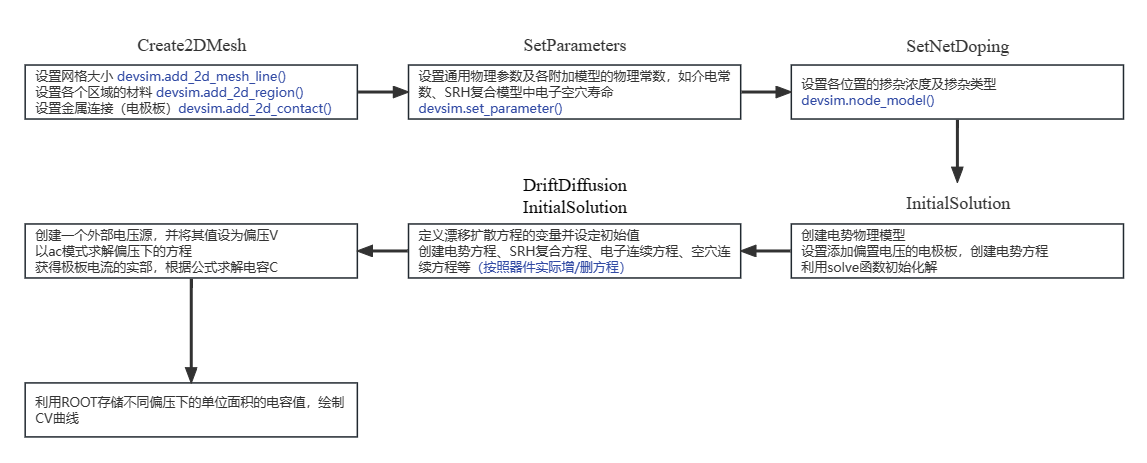 Create2DMesh
设置网格大小 devsim.add_2d_mesh_line()
设置各个区域的材料 devsim.add_2d_region()
设置金属连接（电极板）devsim.add_2d_contact()
SetParameters
设置通用物理参数及各附加模型的物理常数，如介电常
数、SRH复合模型中电子空穴寿命
devsim.set_parameter()
SetNetDoping
设置各位置的掺杂浓度及掺杂类型
devsim.node_model()
InitialSolution
创建电势物理模型
设置添加偏置电压的电极板，创建电势方程
利用solve函数初始化解
DriftDiffusion
InitialSolution
定义漂移扩散方程的变量并设定初始值
创建电势方程、SRH复合方程、电子连续方程、空穴连
续方程等（按照器件实际增/删方程）
创建一个外部电压源，并将其值设为偏压V
以ac模式求解偏压下的方程
获得极板电流的实部，根据公式求解电容C
利用ROOT存储不同偏压下的单位面积的电容值，绘制
CV曲线